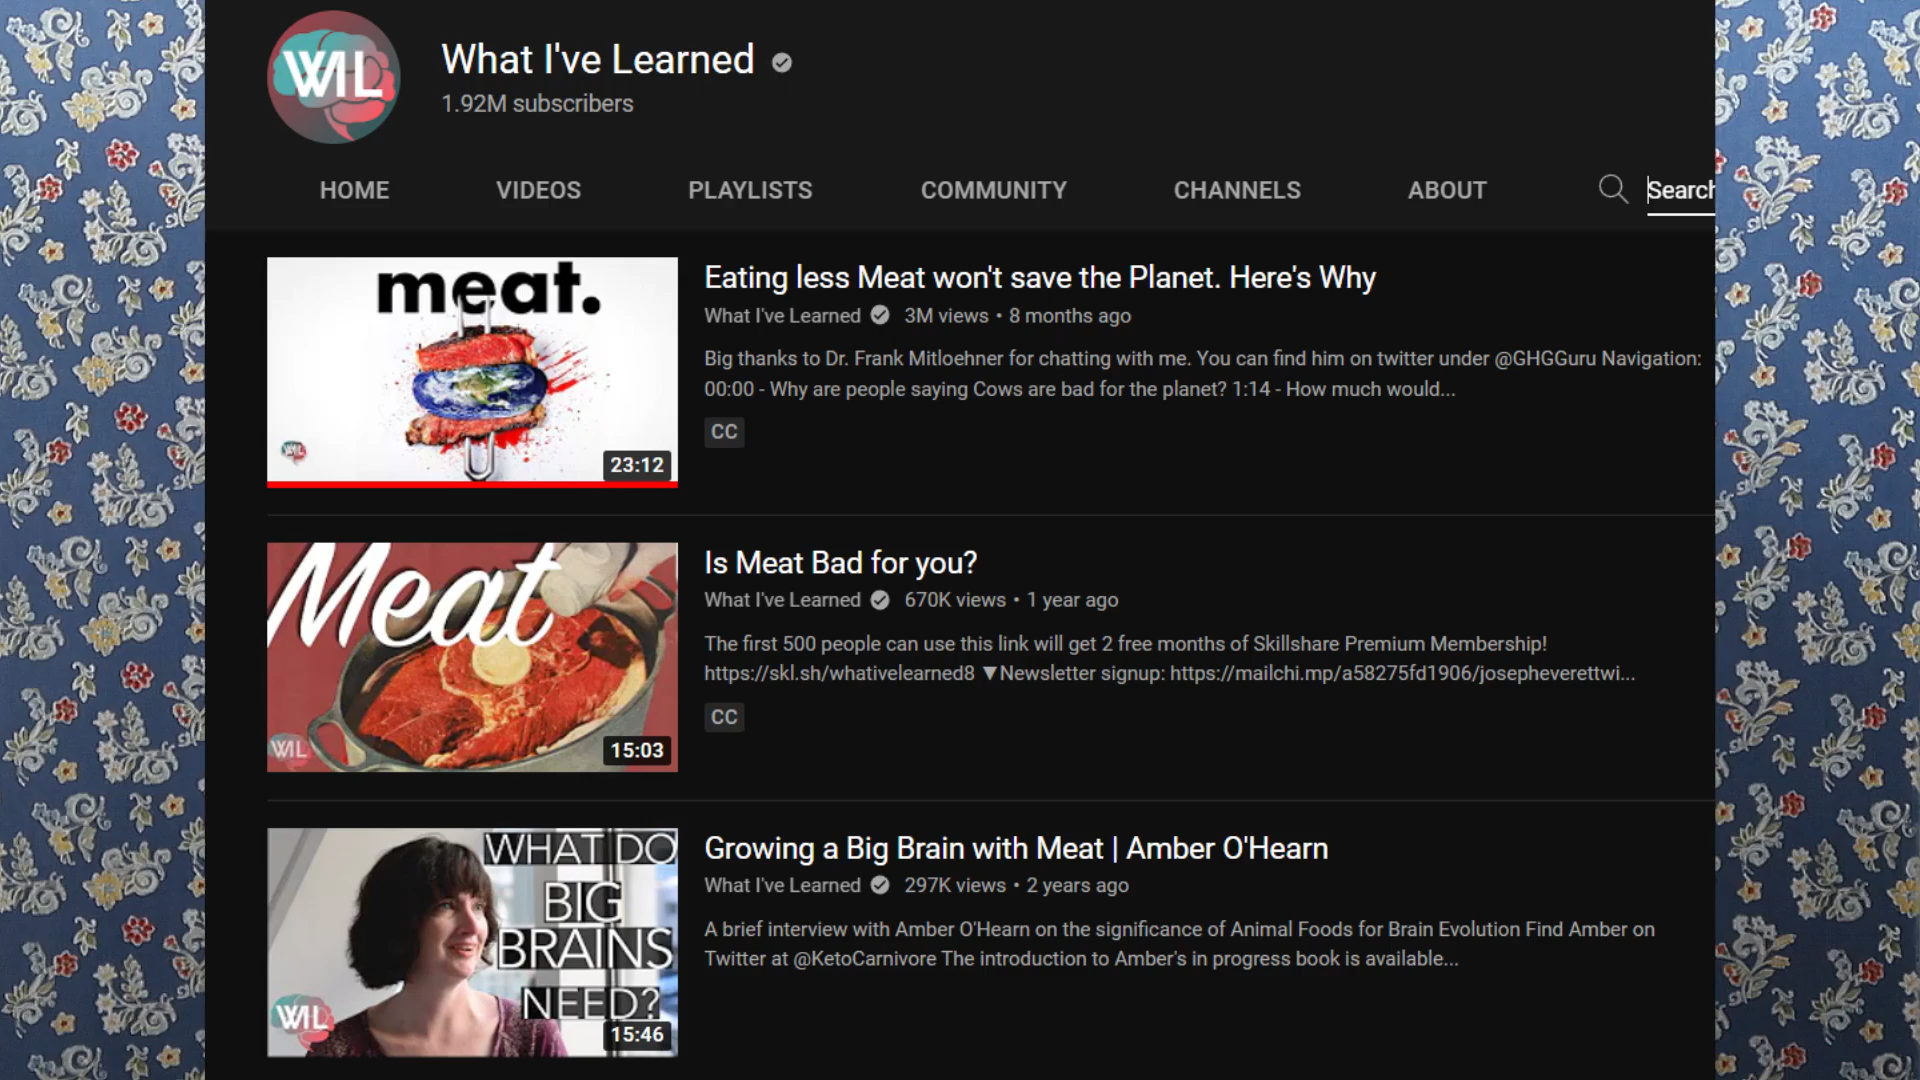 WIL
What I've Learned
1.92M subscribers
HOME VIDEOS PLAYLISTS COMMUNITY CHANNELS ABOUT Search
meat.
WIL
23:12
Eating less Meat won't save the Planet. Here's Why
What I've Learned 3M views • 8 months ago
Big thanks to Dr. Frank Mitloehner for chatting with me. You can find him on twitter under @GHGGuru Navigation:
00:00 - Why are people saying Cows are bad for the planet? 1:14 - How much would...
CC
Meat
WIL
15:03
Is Meat Bad for you?
What I've Learned 670K views • 1 year ago
The first 500 people can use this link will get 2 free months of Skillshare Premium Membership!
https://skl.sh/whativelearned8 ▼Newsletter signup: https://mailchi.mp/a58275fd1906/josepheverettwi...
CC
WHAT DO
BIG
BRAINS
NEED?
WIL
15:46
Growing a Big Brain with Meat | Amber O'Hearn
What I've Learned 297K views • 2 years ago
A brief interview with Amber O'Hearn on the significance of Animal Foods for Brain Evolution Find Amber on
Twitter at @KetoCarnivore The introduction to Amber's in progress book is available...